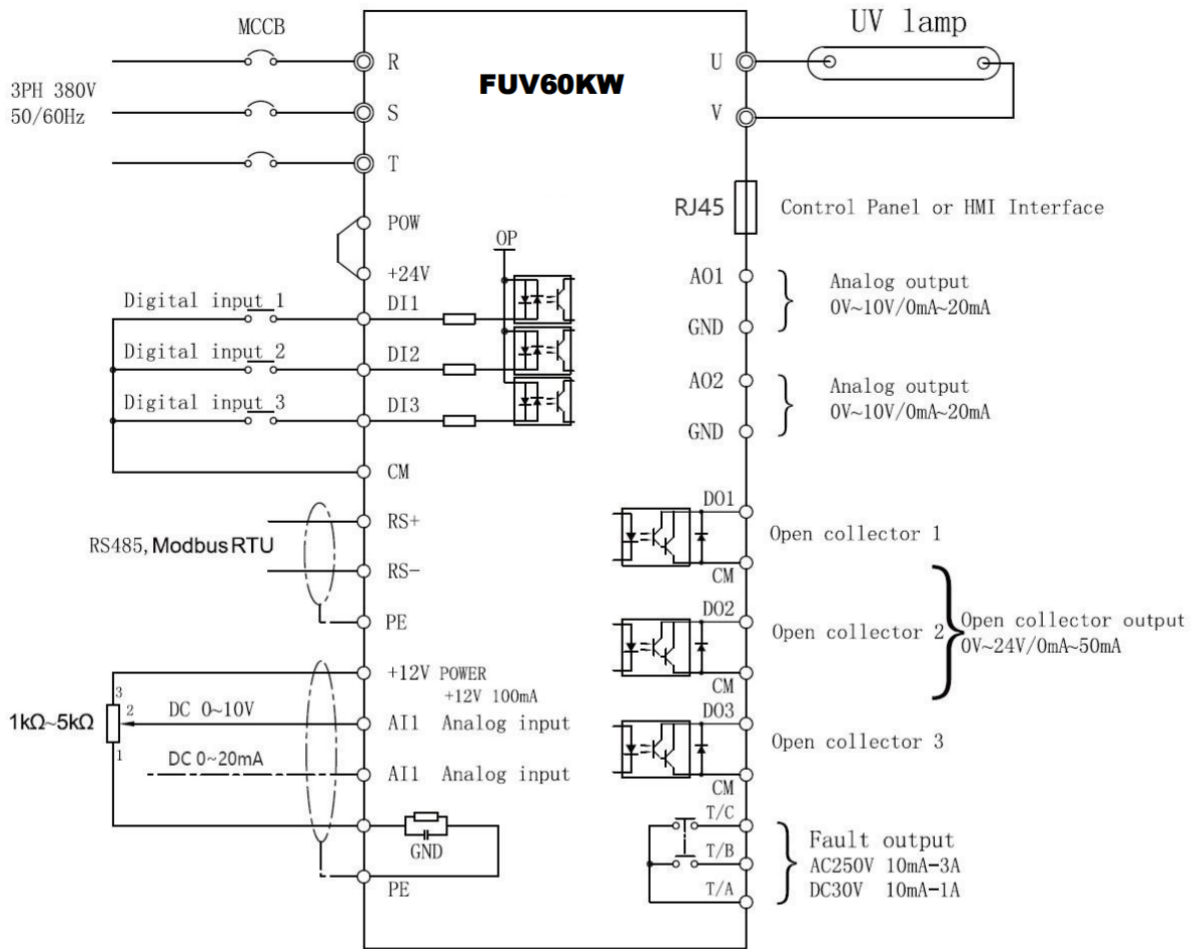 MCCB
3PH 380V
50/60Hz
R
S
T
FUV60KW
UV lamp
U
V
RJ45
Control Panel or HMI Interface
POW
+24V
OP
Digital input 1
DI1
Digital input 2
DI2
Digital input 3
DI3
CM
RS485, Modbus RTU
RS+
RS-
PE
+12V POWER
+12V 100mA
3
2
1
1kΩ~5kΩ
DC 0~10V
AI1 Analog input
DC 0~20mA
AI1 Analog input
GND
PE
AO1
GND
Analog output
0V~10V/0mA~20mA
AO2
GND
Analog output
0V~10V/0mA~20mA
DO1
CM
Open collector 1
DO2
CM
Open collector 2
Open collector output
0V~24V/0mA~50mA
DO3
CM
Open collector 3
T/C
T/B
T/A
Fault output
AC250V 10mA-3A
DC30V 10mA-1A